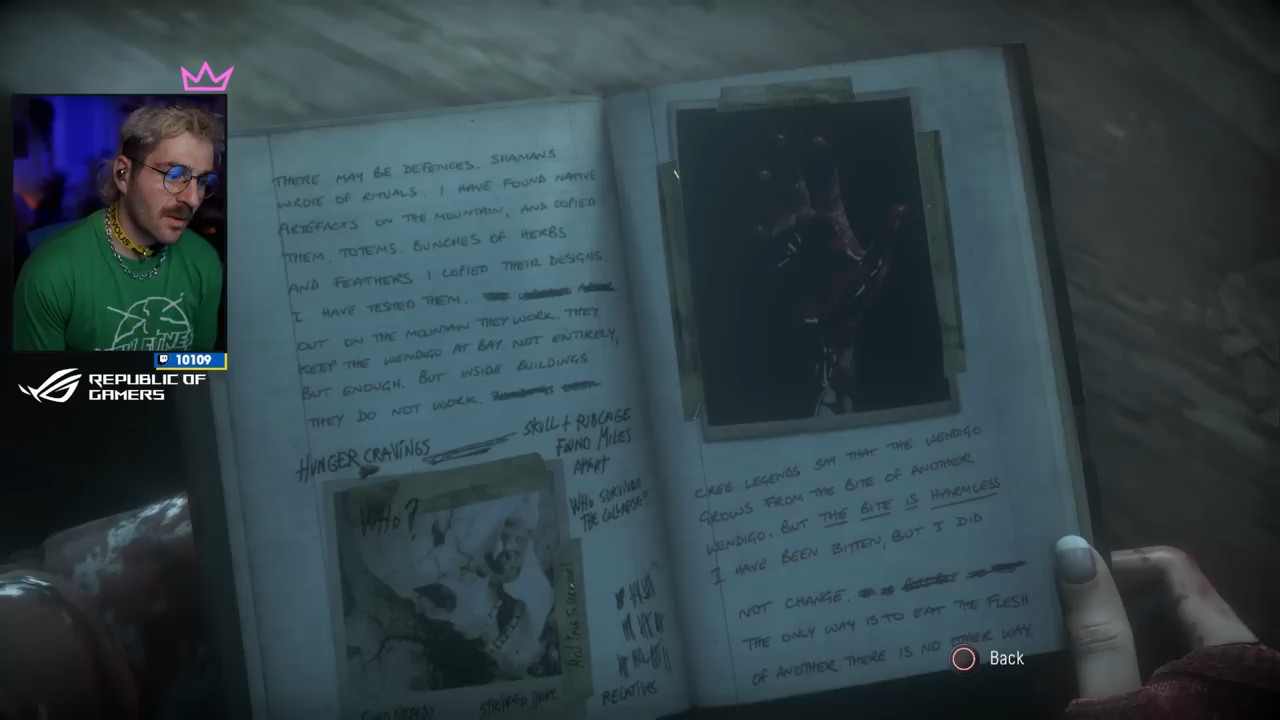 10109
REPUBLIC OF
GAMERS
THERE MAY BE DEFENCES. SHAMANS
WROTE OF RITUALS. I HAVE FOUND NATIVE
ARTEFACTS ON THE MOUNTAIN, AND COPIED
THEM. TOTEMS. BUNCHES OF HERBS
AND FEATHERS. I COPIED THEIR DESIGNS.
I HAVE TESTED THEM.
OUT ON THE MOUNTAIN THEY WORK. THEY
KEEP THE WENDIGO AT BAY. NOT ENTIRELY,
BUT ENOUGH. BUT INSIDE BUILDINGS
THEY DO NOT WORK.
HUNGER CRAVINGS
SKULL + RIBCAGE
FOUND MILES
APART
WHO SURVIVED
THE COLLAPSE?
WHO?
RELATIVES
CREE LEGENDS SAY THAT THE WENDIGO
GROWS FROM THE BITE OF ANOTHER
WENDIGO. BUT THE BITE IS HARMLESS
I HAVE BEEN BITTEN, BUT I DID
NOT CHANGE.
THE ONLY WAY IS TO EAT THE FLESH
OF ANOTHER THERE IS NO OTHER WAY.
Back